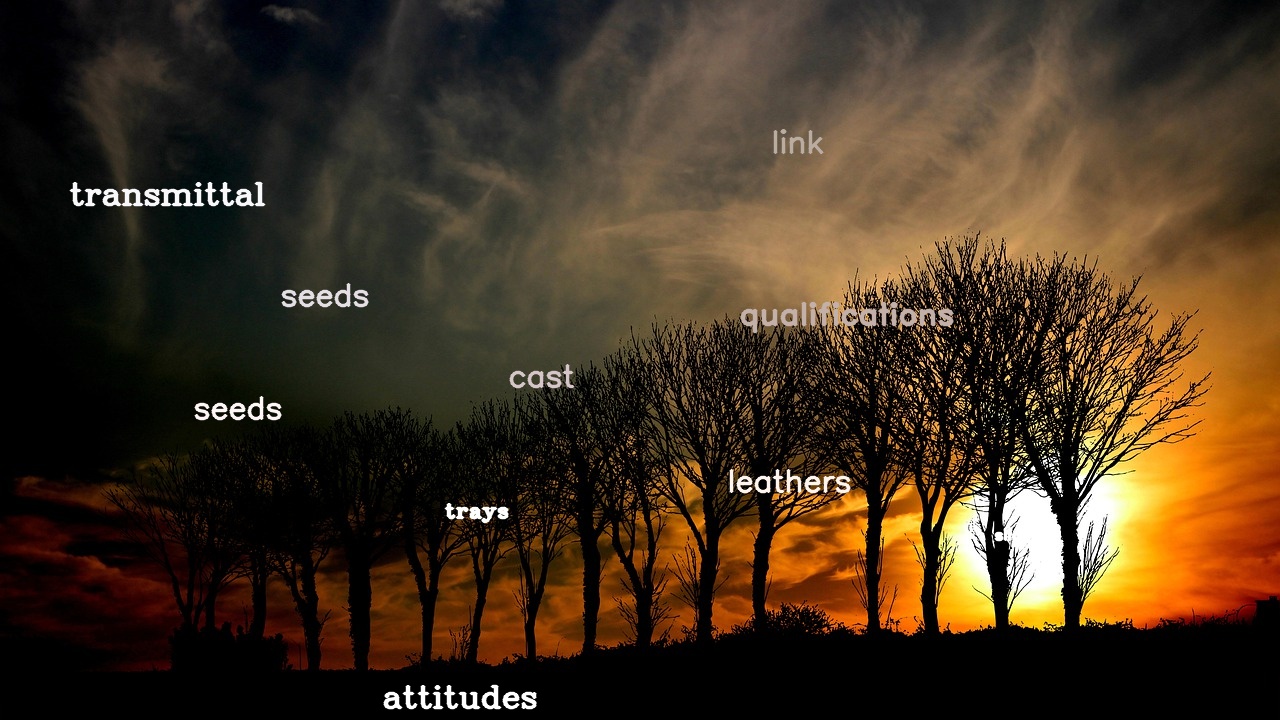 link
transmittal
seeds
qualifications
cast
seeds
leathers
trays
attitudes